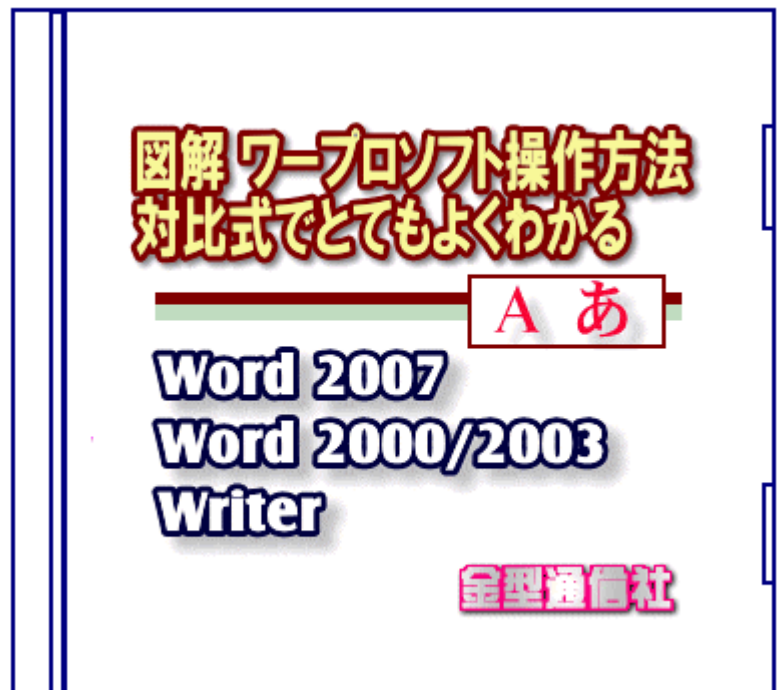 図解 ワープロソフト操作方法
対比式でとてもよくわかる
A あ
Word 2007
Word 2000/2003
Writer
金型通信社